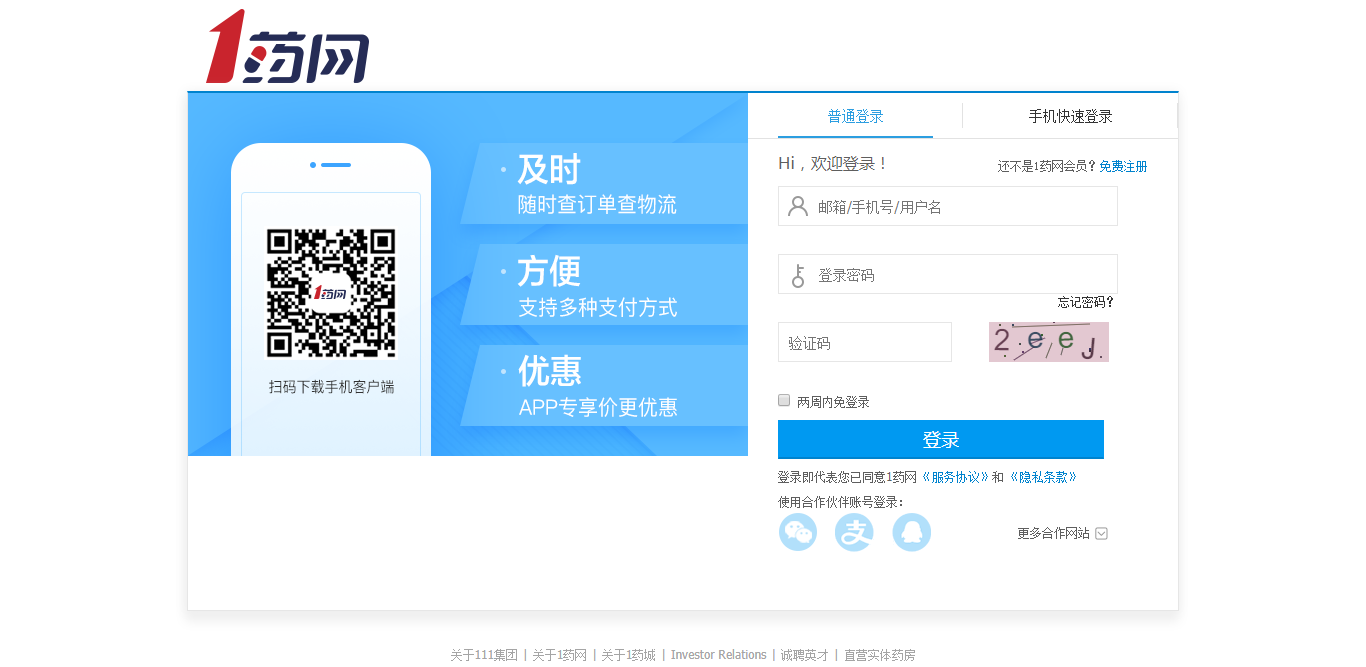 1药网
普通登录
手机快速登录
Hi，欢迎登录！
还不是1药网会员？免费注册
邮箱/手机号/用户名
登录密码
忘记密码？
验证码
2eeJ
两周内免登录
登录
登录即代表您已同意1药网《服务协议》和《隐私条款》
使用合作伙伴账号登录：
支
更多合作网站
· 及时
随时查订单查物流
· 方便
支持多种支付方式
· 优惠
APP专享价更优惠
1药网
扫码下载手机客户端
关于111集团 | 关于1药网 | 关于1药城 | Investor Relations | 诚聘英才 | 直营实体药房